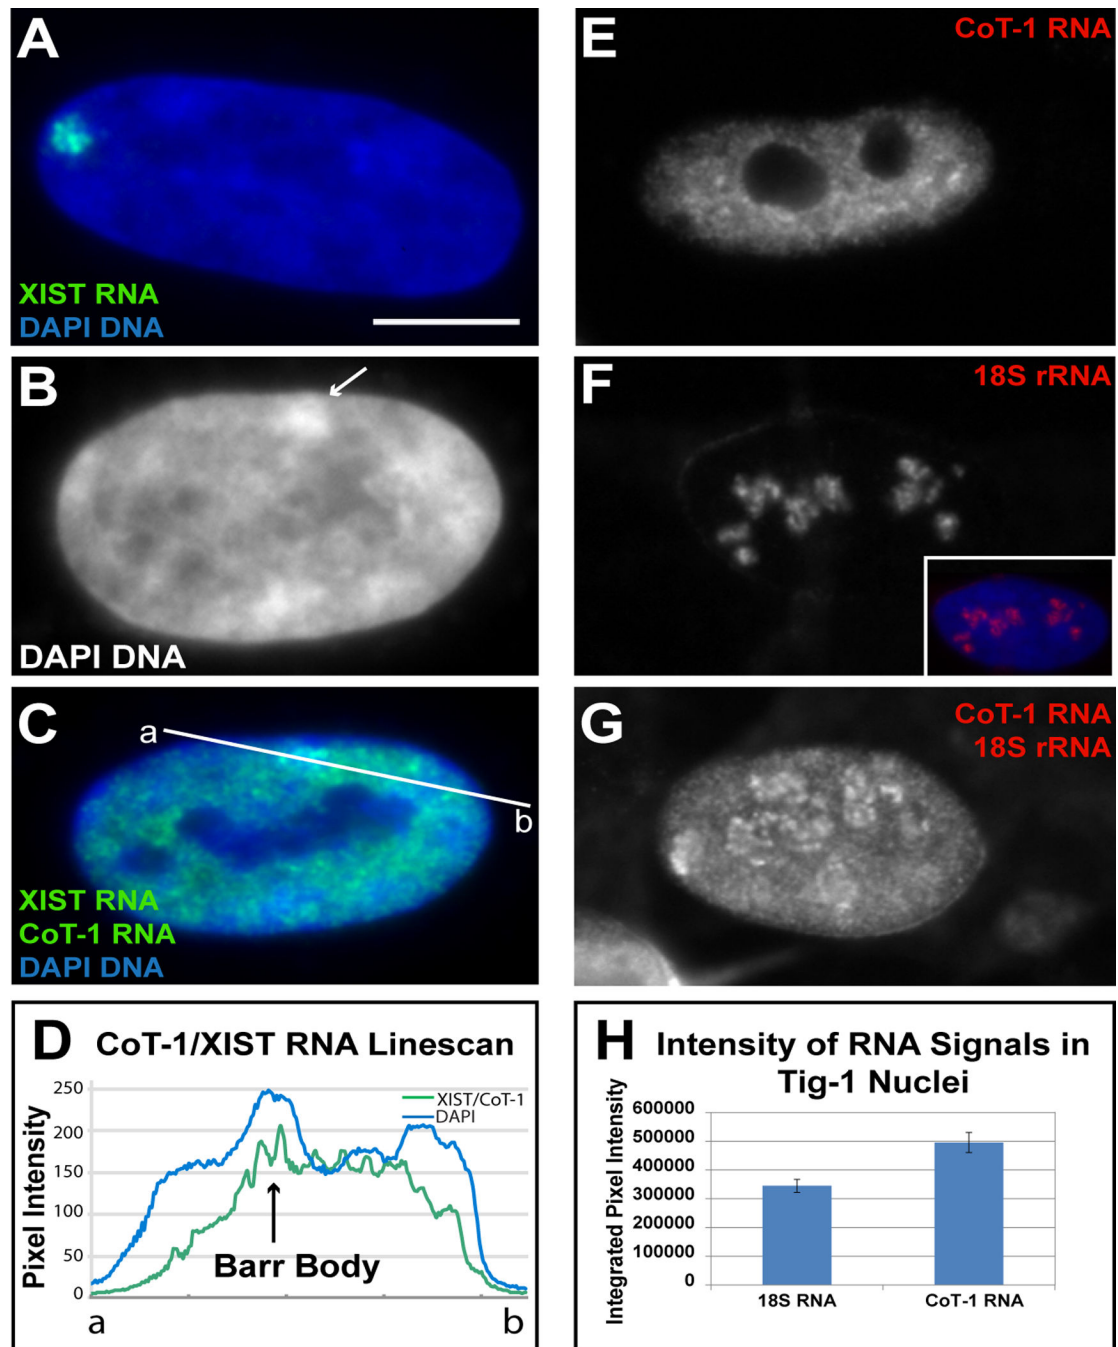 A
XIST RNA
DAPI DNA
B
DAPI DNA
C
a
b
XIST RNA
CoT-1 RNA
DAPI DNA
D CoT-1/XIST RNA Linescan
250
200
150
100
50
0
Pixel Intensity
XIST/CoT-1
DAPI
Barr Body
a
b
E
CoT-1 RNA
F
18S rRNA
G
CoT-1 RNA
18S rRNA
H Intensity of RNA Signals in
Tig-1 Nuclei
Integrated Pixel Intensity
600000
500000
400000
300000
200000
100000
0
18S RNA
CoT-1 RNA